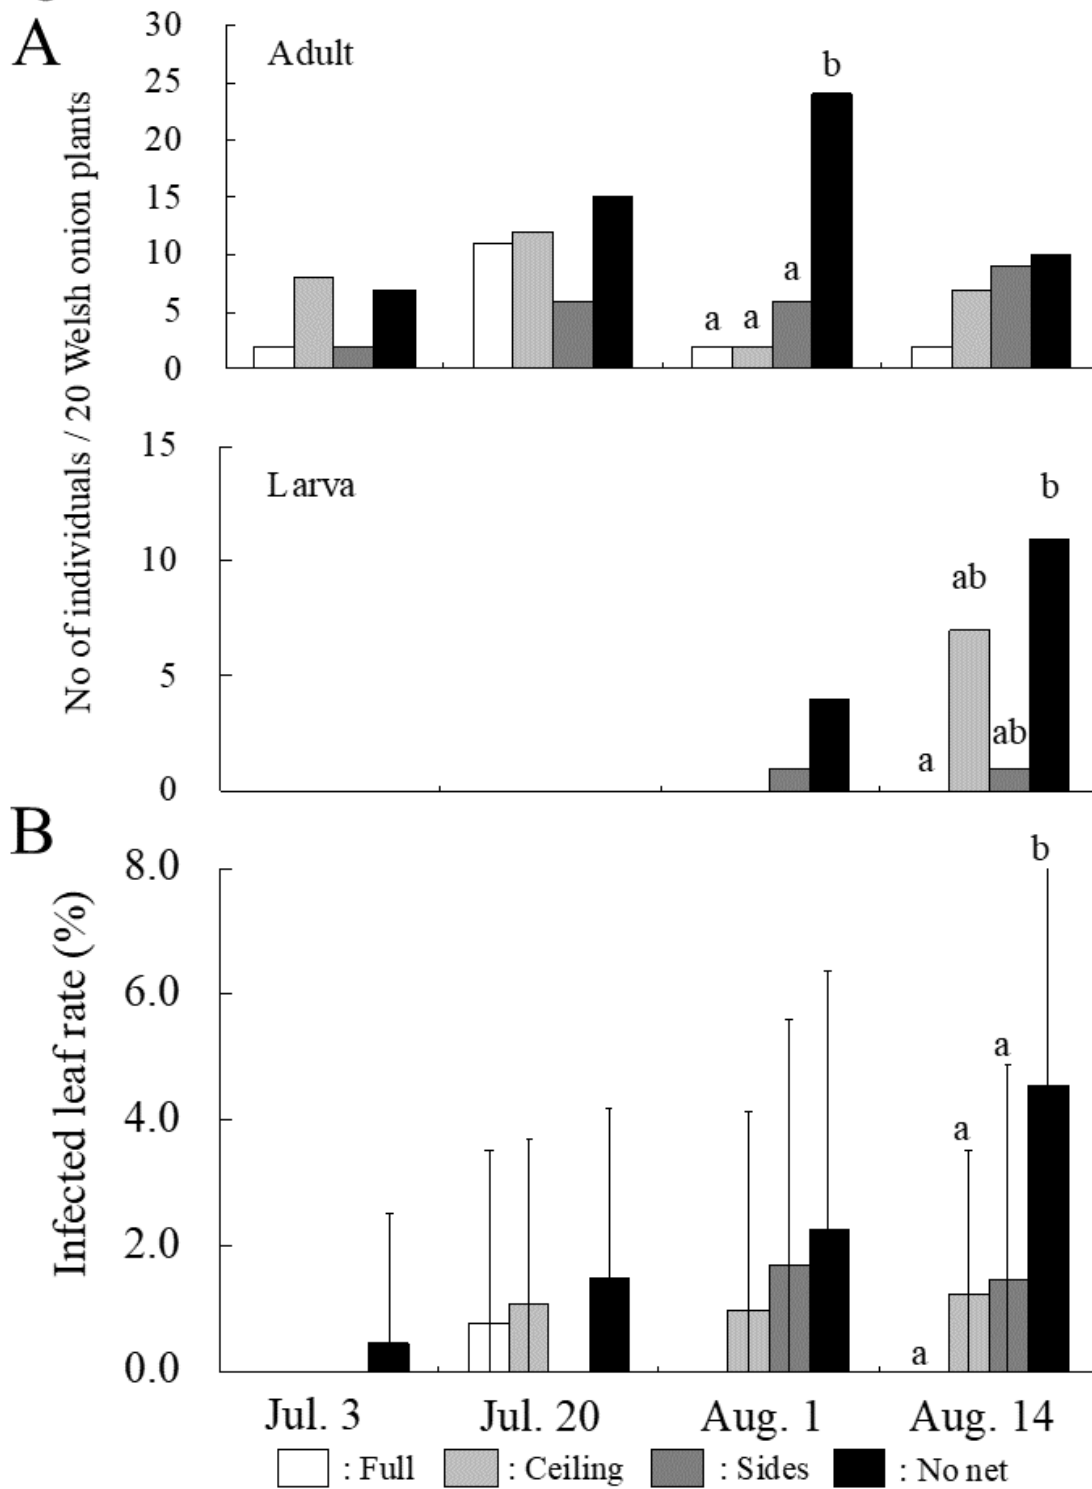 A
Adult
No of individuals / 20 Welsh onion plants
30
25
20
15
10
5
0
a
a
a
b
Larva
15
10
5
0
a
ab
ab
b
B
Infected leaf rate (%)
8.0
6.0
4.0
2.0
0.0
a
a
a
b
Jul. 3 Jul. 20 Aug. 1 Aug. 14
: Full : Ceiling : Sides : No net